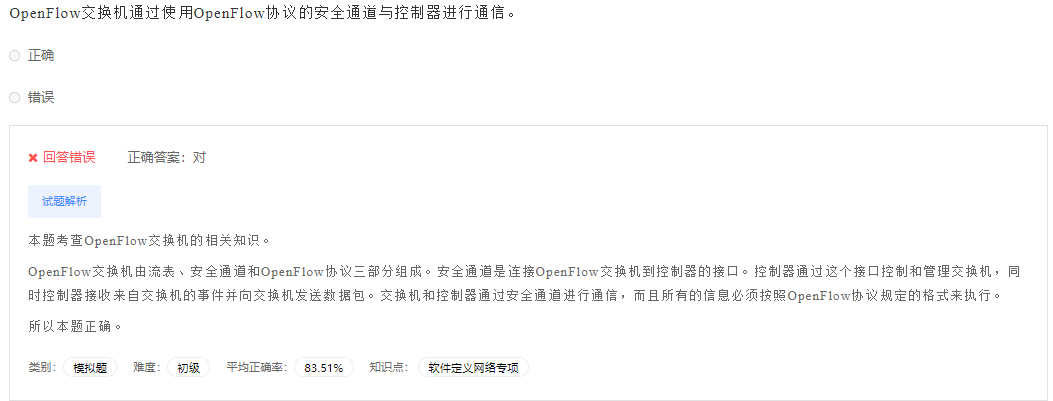 OpenFlow交换机通过使用OpenFlow协议的安全通道与控制器进行通信。
正确
错误
回答错误 正确答案：对
试题解析
本题考查OpenFlow交换机的相关知识。
OpenFlow交换机由流表、安全通道和OpenFlow协议三部分组成。安全通道是连接OpenFlow交换机到控制器的接口。控制器通过这个接口控制和管理交换机，同
时控制器接收来自交换机的事件并向交换机发送数据包。交换机和控制器通过安全通道进行通信，而且所有的信息必须按照OpenFlow协议规定的格式来执行。
所以本题正确。
类别： 模拟题 难度： 初级 平均正确率： 83.51% 知识点： 软件定义网络专项